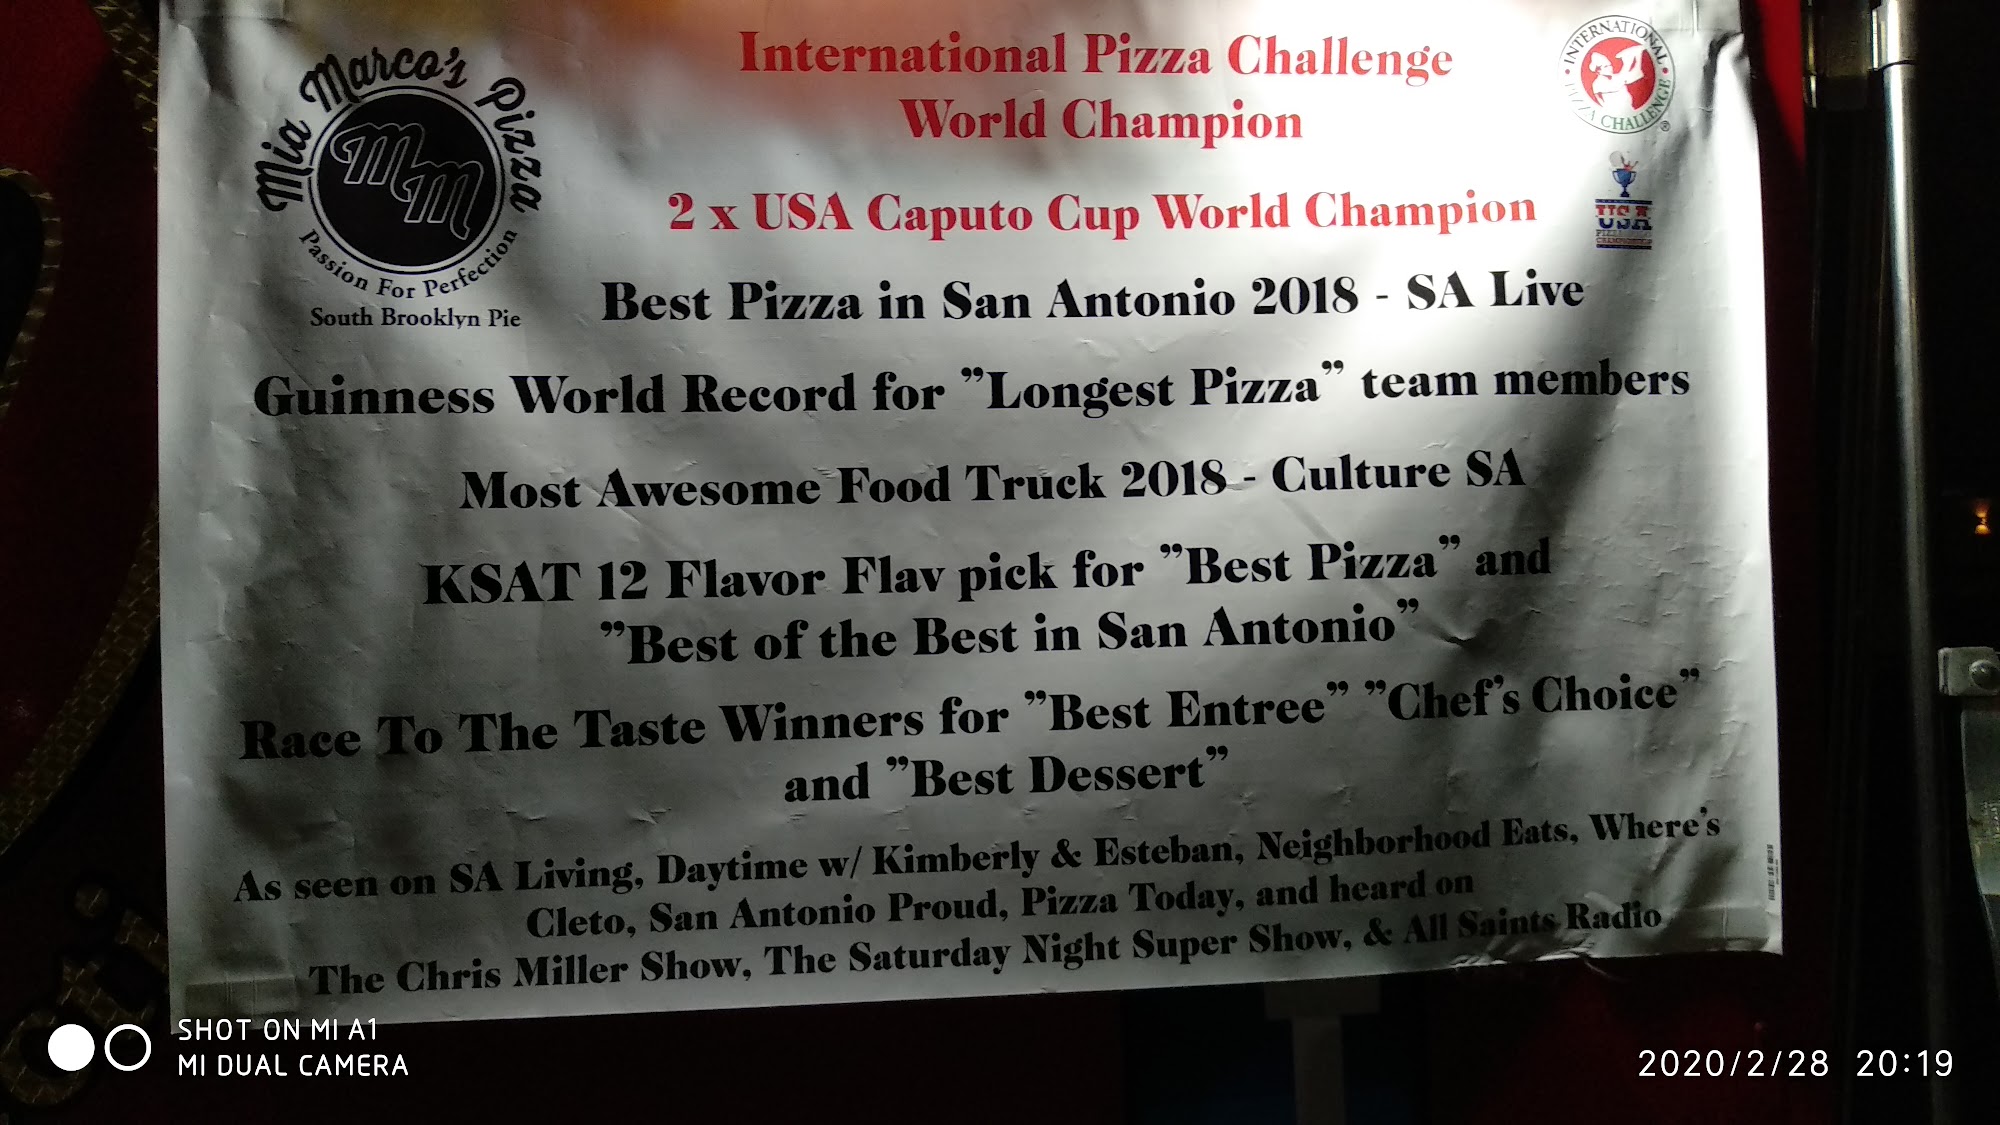 Mia Marco's Pizza
MM
Passion For Perfection
South Brooklyn Pie
International Pizza Challenge
World Champion
INTERNATIONAL PIZZA CHALLENGE ®
2 x USA Caputo Cup World Champion
USA
Best Pizza in San Antonio 2018 - SA Live
Guinness World Record for ”Longest Pizza” team members
Most Awesome Food Truck 2018 - Culture SA
KSAT 12 Flavor Flav pick for ”Best Pizza” and
”Best of the Best in San Antonio”
Race To The Taste Winners for ”Best Entree” ”Chef's Choice”
and ”Best Dessert”
As seen on SA Living, Daytime w/ Kimberly & Esteban, Neighborhood Eats, Where's
Cleto, San Antonio Proud, Pizza Today, and heard on
The Chris Miller Show, The Saturday Night Super Show, & All Saints Radio
SHOT ON MI A1
MI DUAL CAMERA
2020/2/28 20:19